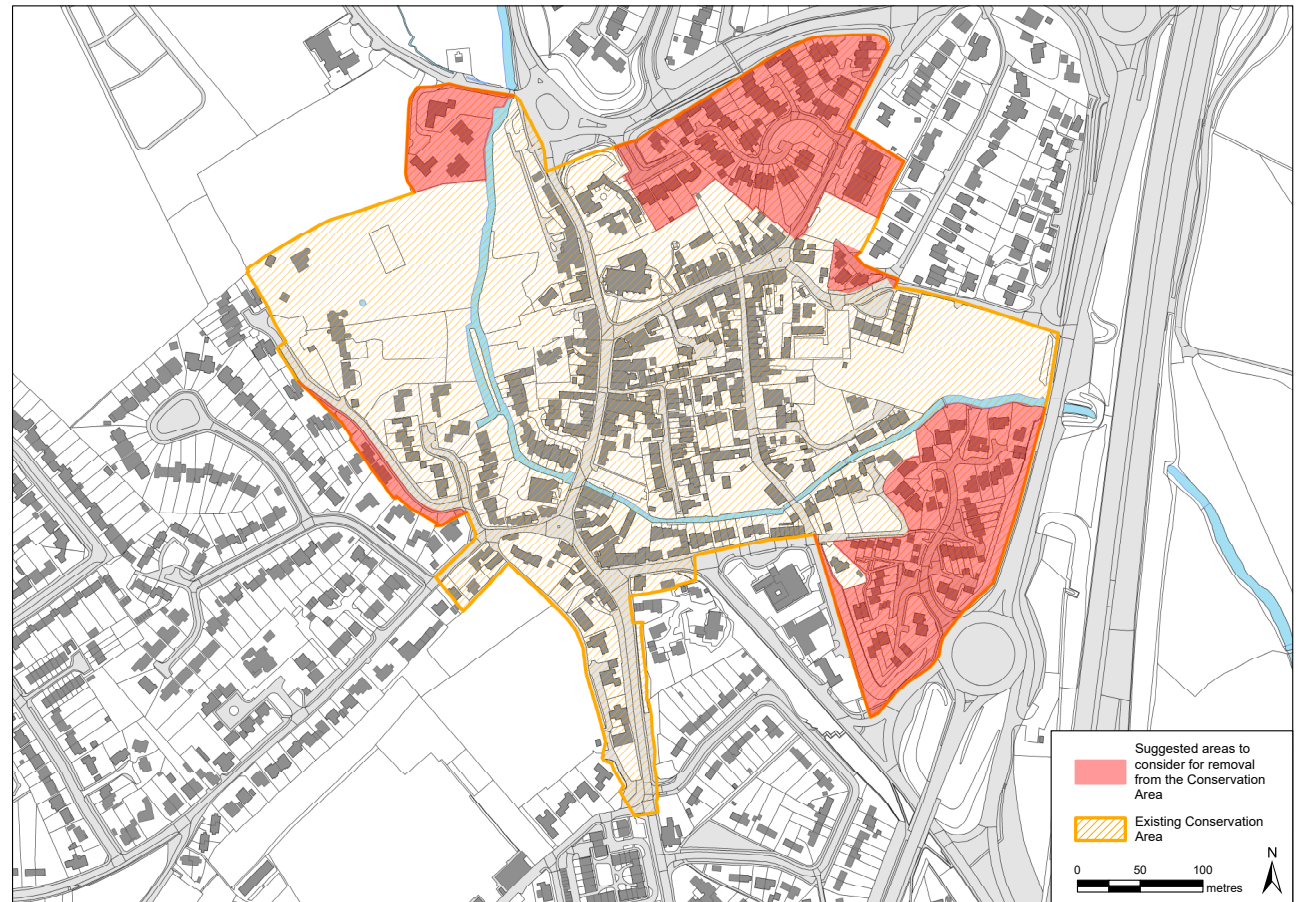 Suggested areas to
consider for removal
from the Conservation
Area
Existing Conservation
Area
0 50 100
metres
N